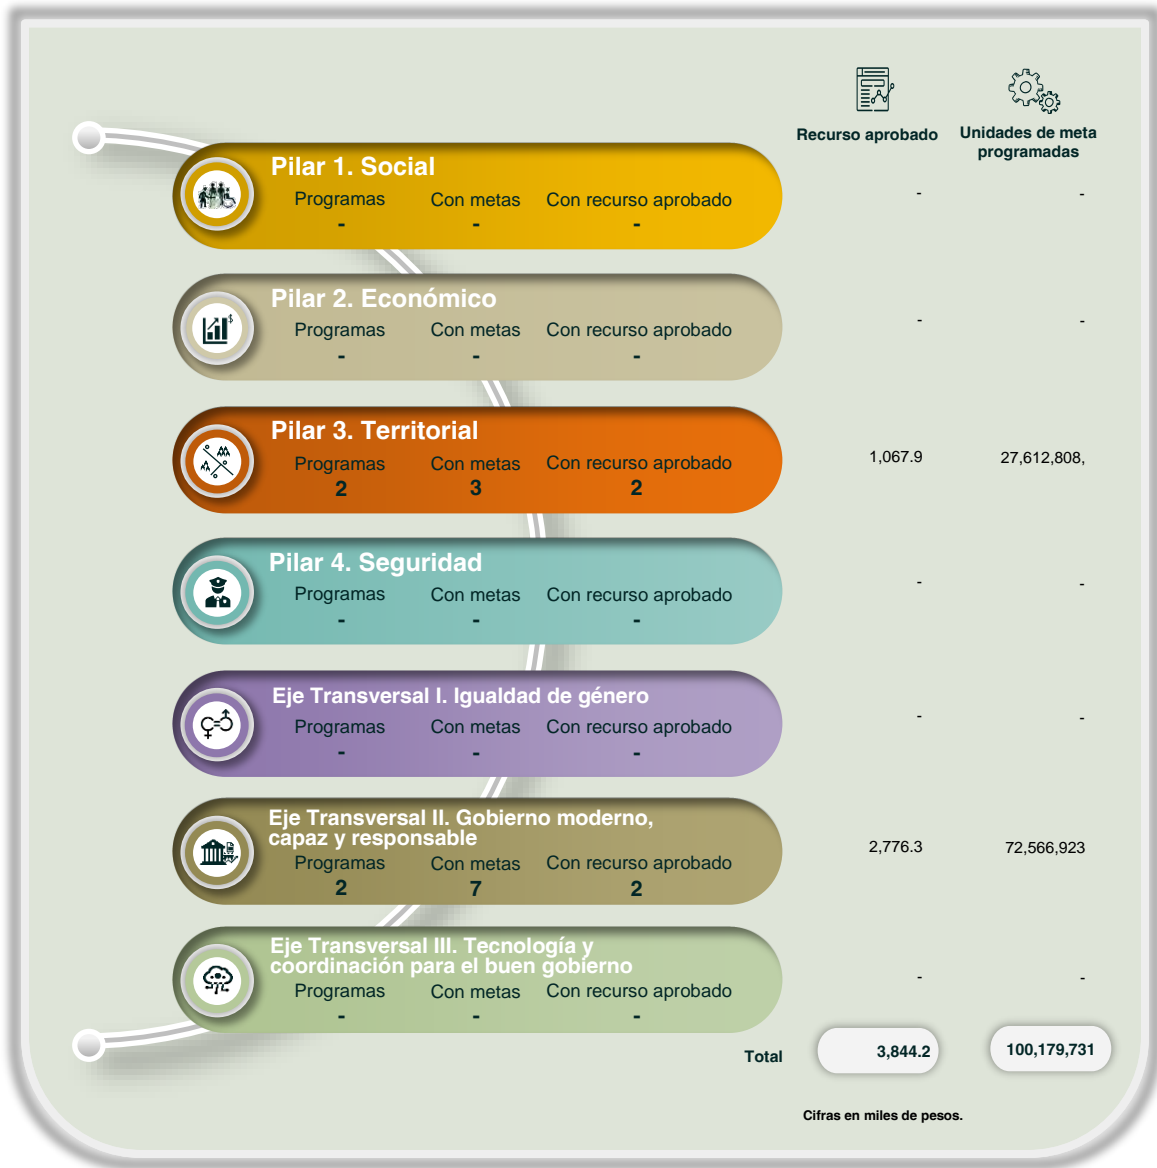 Recurso aprobado
Unidades de meta
programadas
Pilar 1. Social
Programas Con metas Con recurso aprobado
- - -
- -
Pilar 2. Económico
Programas Con metas Con recurso aprobado
- - -
- -
Pilar 3. Territorial
Programas Con metas Con recurso aprobado
2 3 2
1,067.9 27,612,808,
Pilar 4. Seguridad
Programas Con metas Con recurso aprobado
- - -
- -
Eje Transversal I. Igualdad de género
Programas Con metas Con recurso aprobado
- - -
- -
Eje Transversal II. Gobierno moderno,
capaz y responsable
Programas Con metas Con recurso aprobado
2 7 2
2,776.3 72,566,923
Eje Transversal III. Tecnología y
coordinación para el buen gobierno
Programas Con metas Con recurso aprobado
- - -
- -
Total 3,844.2 100,179,731
Cifras en miles de pesos.